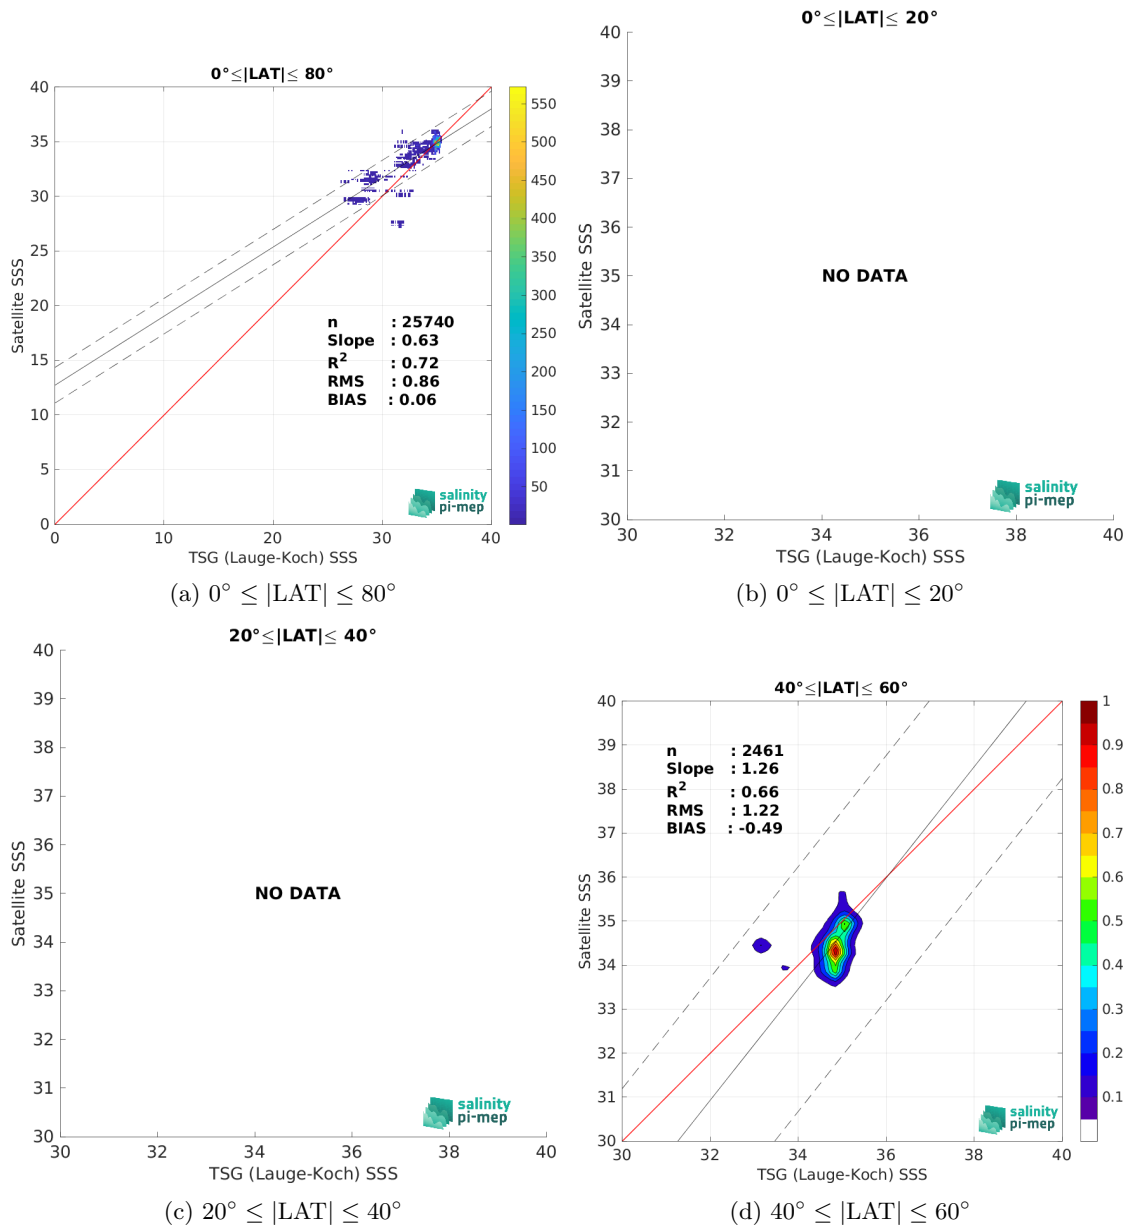 0°≤|LAT|≤ 80°
40
35
30
25
20
15
10
5
0
Satellite SSS
n : 25740
Slope : 0.63
R2 : 0.72
RMS : 0.86
BIAS : 0.06
salinity
pi-mep
0 10 20 30 40
TSG (Lauge-Koch) SSS
550
500
450
400
350
300
250
200
150
100
50
(a) 0° ≤ |LAT| ≤ 80°
0°≤|LAT|≤ 20°
40
39
38
37
36
35
34
33
32
31
30
Satellite SSS
NO DATA
salinity
pi-mep
30 32 34 36 38 40
TSG (Lauge-Koch) SSS
(b) 0° ≤ |LAT| ≤ 20°
20°≤|LAT|≤ 40°
40
39
38
37
36
35
34
33
32
31
30
Satellite SSS
NO DATA
salinity
pi-mep
30 32 34 36 38 40
TSG (Lauge-Koch) SSS
(c) 20° ≤ |LAT| ≤ 40°
40°≤|LAT|≤ 60°
40
39
38
37
36
35
34
33
32
31
30
Satellite SSS
n : 2461
Slope : 1.26
R2 : 0.66
RMS : 1.22
BIAS : -0.49
salinity
pi-mep
30 32 34 36 38 40
TSG (Lauge-Koch) SSS
1
0.9
0.8
0.7
0.6
0.5
0.4
0.3
0.2
0.1
(d) 40° ≤ |LAT| ≤ 60°